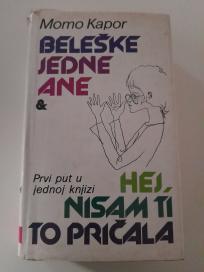 Momo Kapor
BELEŠKE
JEDNE
ANE
&
Prvi put u
jednoj knjizi
HEJ,
NISAM TI
TO PRIČALA